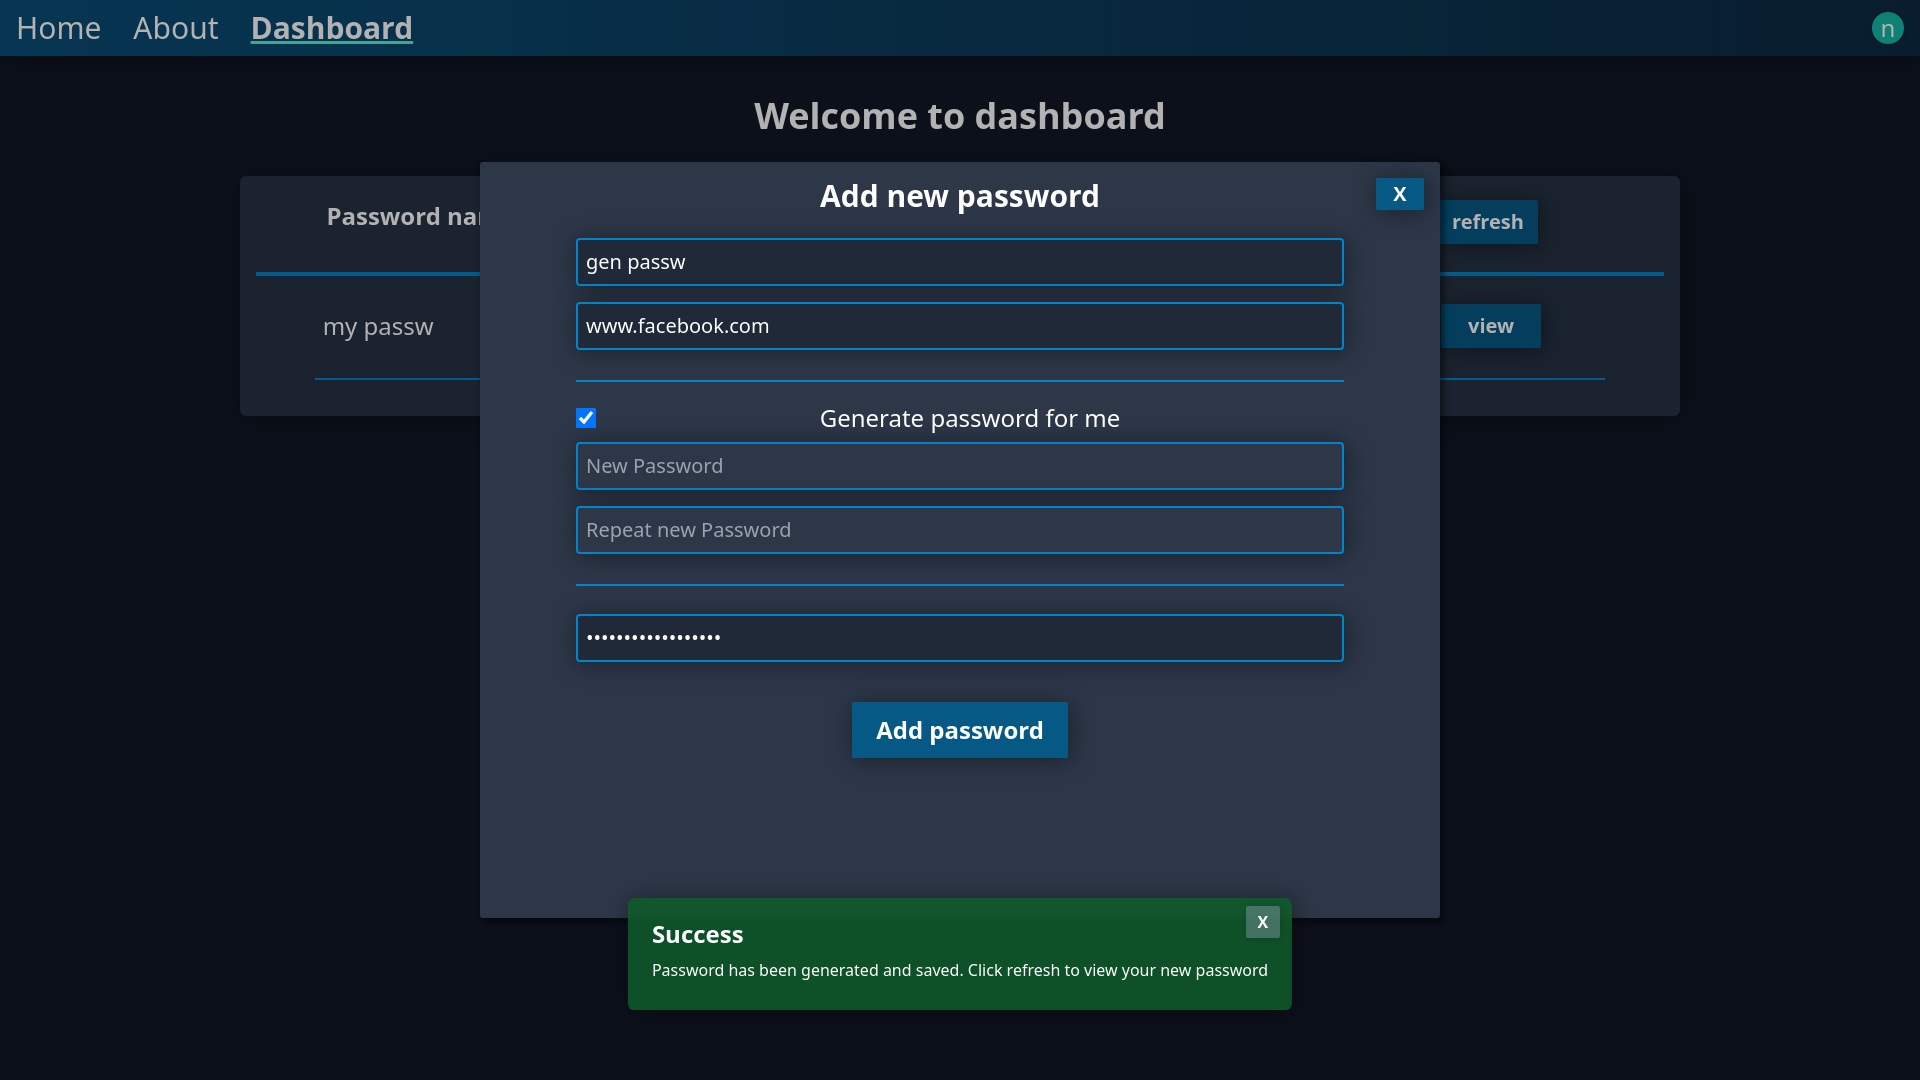 Home About Dashboard n
Welcome to dashboard
Add new password X
Password nar refresh
gen passw
www.facebook.com
my passw view
Generate password for me
New Password
Repeat new Password
••••••••••••••••••
Add password
Success X
Password has been generated and saved. Click refresh to view your new password